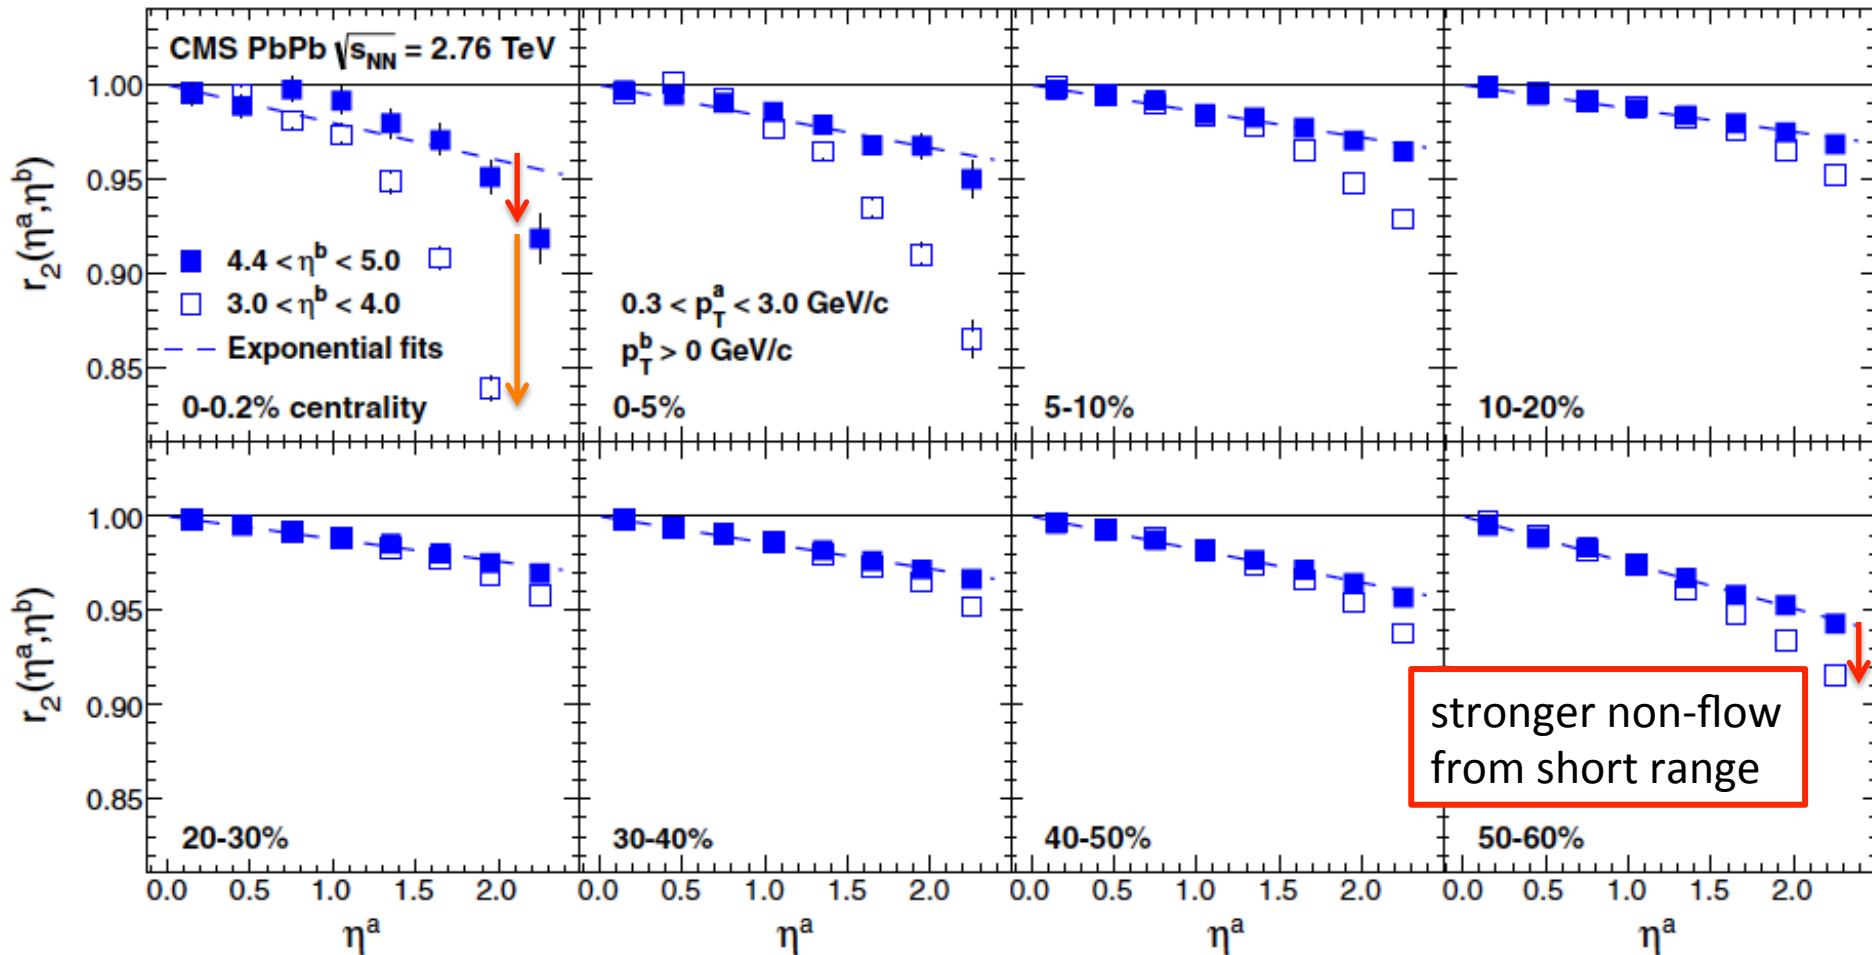 CMS PbPb √s_NN = 2.76 TeV
1.00
0.95
0.90
0.85
r₂(ηᵃ,ηᵇ)
4.4 < ηᵇ < 5.0
3.0 < ηᵇ < 4.0
Exponential fits
0-0.2% centrality
0.3 < p_T^a < 3.0 GeV/c
p_T^b > 0 GeV/c
0-5%
5-10%
10-20%
1.00
0.95
0.90
0.85
r₂(ηᵃ,ηᵇ)
20-30%
30-40%
40-50%
stronger non-flow
from short range
50-60%
0.0 0.5 1.0 1.5 2.0 0.0 0.5 1.0 1.5 2.0 0.0 0.5 1.0 1.5 2.0 0.0 0.5 1.0 1.5 2.0
ηᵃ ηᵃ ηᵃ ηᵃ